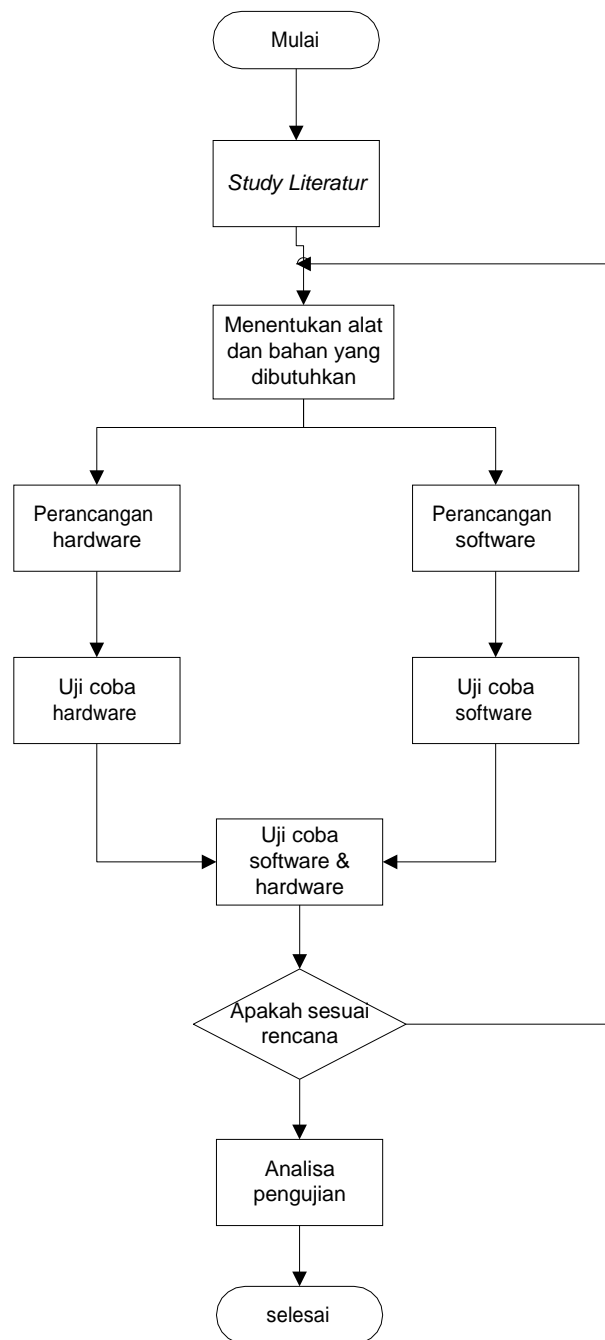 Mulai
Study Literatur
Menentukan alat
dan bahan yang
dibutuhkan
Perancangan
hardware
Perancangan
software
Uji coba
hardware
Uji coba
software
Uji coba
software &
hardware
Apakah sesuai
rencana
Analisa
pengujian
selesai